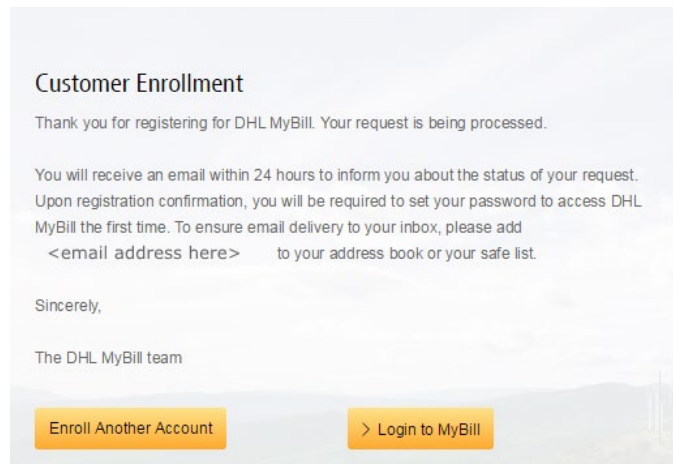 Customer Enrollment
Thank you for registering for DHL MyBill. Your request is being processed.
You will receive an email within 24 hours to inform you about the status of your request.
Upon registration confirmation, you will be required to set your password to access DHL
MyBill the first time. To ensure email delivery to your inbox, please add
<email address here> to your address book or your safe list.
Sincerely,
The DHL MyBill team
Enroll Another Account
> Login to MyBill